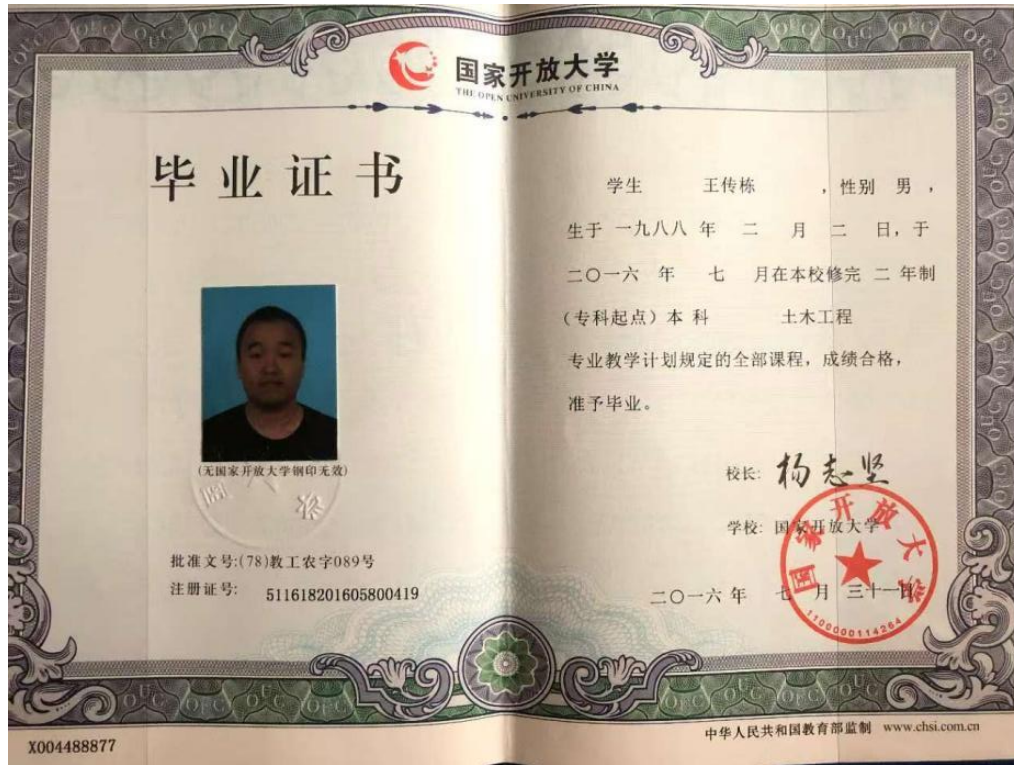 国家开放大学
THE OPEN UNIVERSITY OF CHINA
毕业证书
(无国家开放大学钢印无效)
批准文号:(78)教工农字089号
注册证号: 511618201605800419
学生 王传栋 ，性别 男 ，
生于 一九八八 年 二 月 二 日，于
二〇一六 年 七 月在本校修完 二 年制
（专科起点）本 科 土木工程
专业教学计划规定的全部课程，成绩合格，
准予毕业。
校长: 杨志坚
学校: 国家开放大学
国家开放大学
1100000114264
二〇一六 年 七 月 三十一日
X004488877
中华人民共和国教育部监制 www.chsi.com.cn